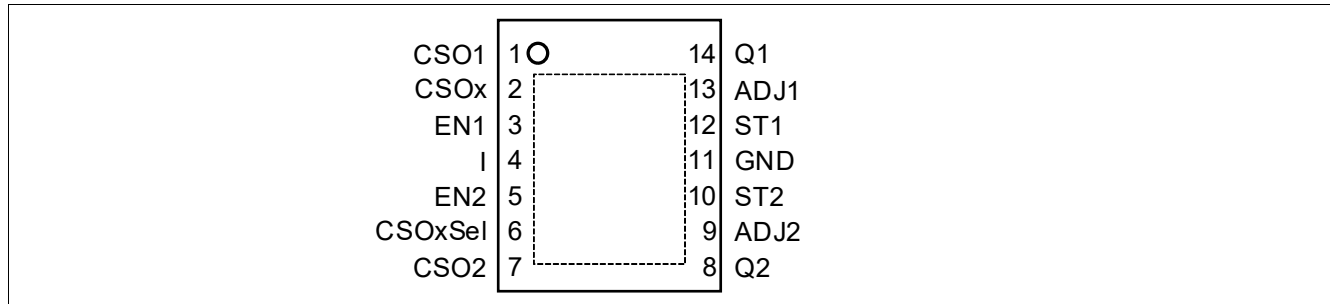 CSO1 1 14 Q1
CSOx 2 13 ADJ1
EN1 3 12 ST1
I 4 11 GND
EN2 5 10 ST2
CSOxSel 6 9 ADJ2
CSO2 7 8 Q2